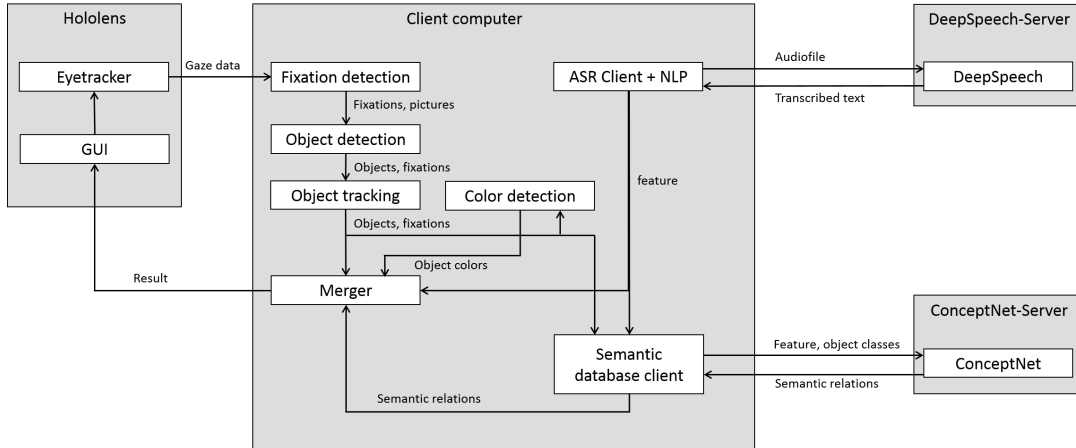 Hololens
Client computer
DeepSpeech-Server
Eyetracker
Gaze data
Fixation detection
ASR Client + NLP
Audiofile
DeepSpeech
Transcribed text
Fixations, pictures
GUI
Object detection
Objects, fixations
Object tracking
Color detection
feature
Objects, fixations
Object colors
Result
Merger
ConceptNet-Server
Semantic
database client
Feature, object classes
ConceptNet
Semantic relations
Semantic relations